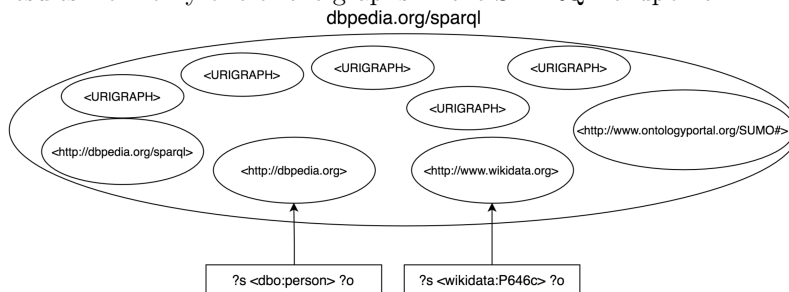 dbpedia.org/sparql
<URIGRAPH>
<URIGRAPH>
<URIGRAPH>
<URIGRAPH>
<URIGRAPH>
<http://www.ontologyportal.org/SUMO#>
<http://dbpedia.org/sparql>
<http://dbpedia.org>
<http://www.wikidata.org>
?s <dbo:person> ?o
?s <wikidata:P646c> ?o